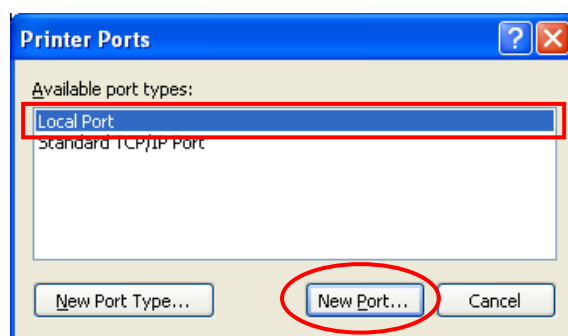 Printer Ports
Available port types:
Local Port
Standard TCP/IP Port
New Port Type... New Port... Cancel